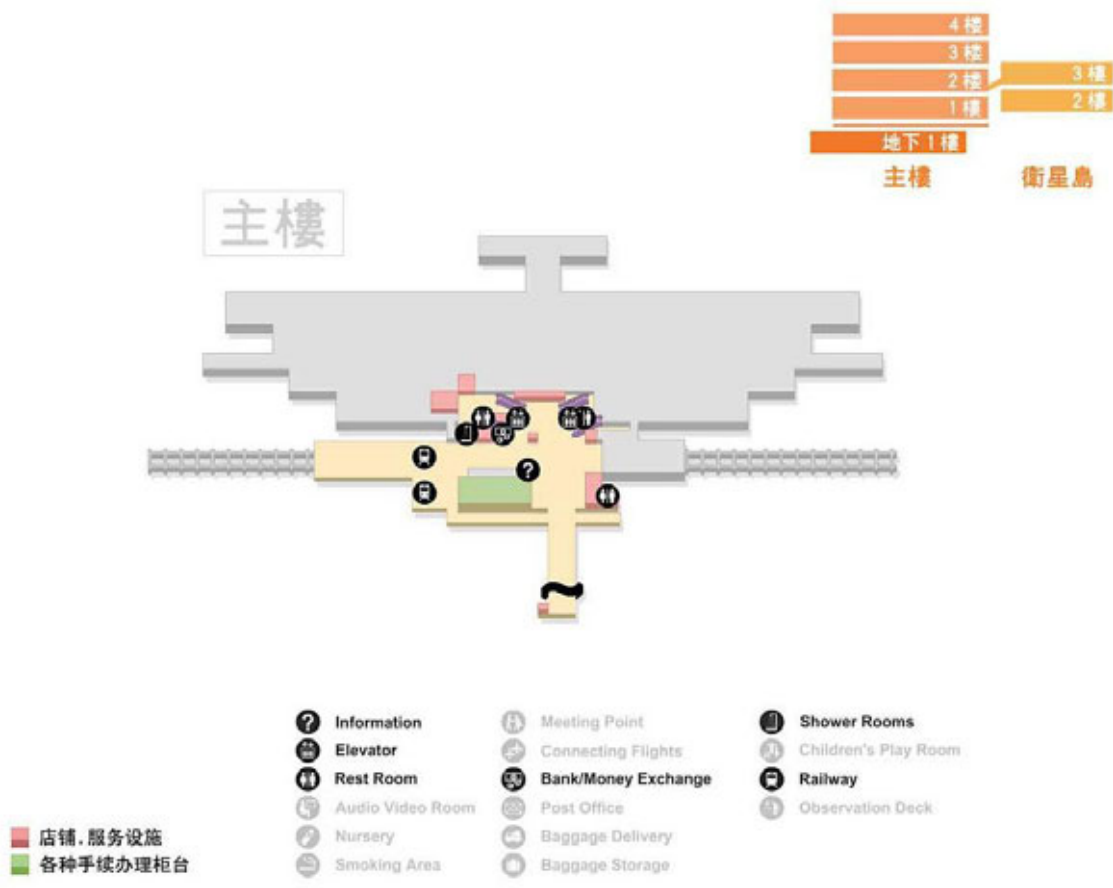 4 樓
3 樓
2 樓
1 樓
地下 1 樓
3 樓
2 樓
主樓
衛星島
主樓
?
? Information
Elevator
Rest Room
Audio Video Room
Nursery
Smoking Area
Meeting Point
Connecting Flights
Bank/Money Exchange
Post Office
Baggage Delivery
Baggage Storage
Shower Rooms
Children's Play Room
Railway
Observation Deck
店铺.服务设施
各种手续办理柜台